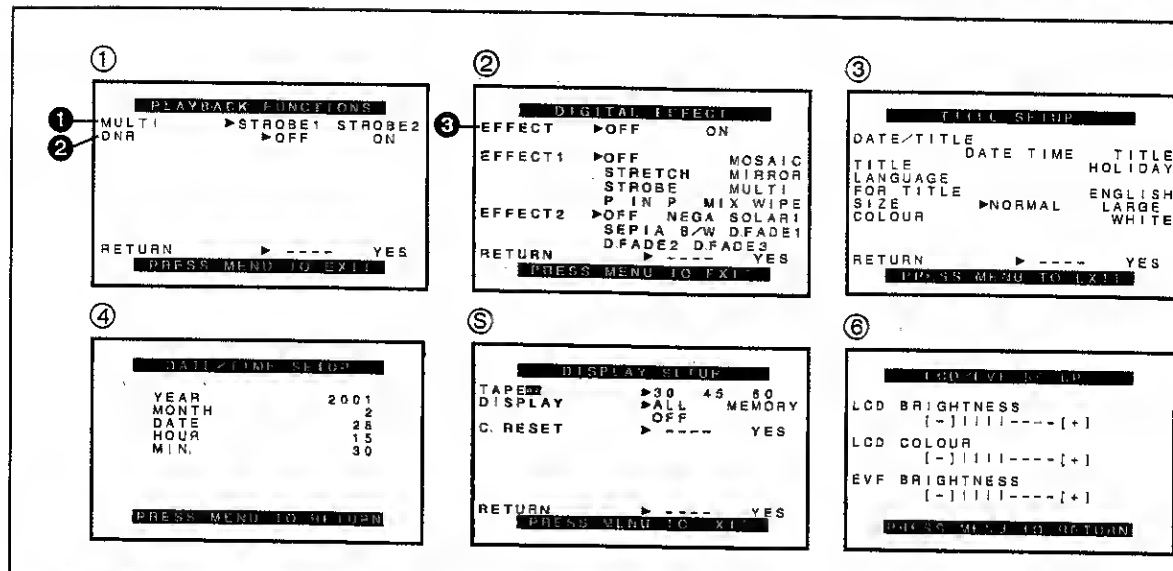 ① ② ③
PLAYBACK FUNCTIONS
❶ MULTI ▶STROBE1 STROBE2
❷ DNR ▶OFF ON
RETURN ▶ ---- YES
PRESS MENU TO EXIT
DIGITAL EFFECT
❸ EFFECT ▶OFF ON
EFFECT1 ▶OFF MOSAIC
STRETCH MIRROR
STROBE MULTI
P IN P MIX WIPE
EFFECT2 ▶OFF NEGA SOLARI
SEPIA B/W D.FADE1
D.FADE2 D.FADE3
RETURN ▶ ---- YES
PRESS MENU TO EXIT
TITLE SETUP
DATE/TITLE
DATE TIME TITLE
TITLE HOLIDAY
LANGUAGE
FOR TITLE ENGLISH
SIZE ▶NORMAL LARGE
COLOUR WHITE
RETURN ▶ ---- YES
PRESS MENU TO EXIT
④ Ⓢ ⑥
DATE/TIME SETUP
YEAR 2001
MONTH 2
DATE 28
HOUR 15
MIN. 30
PRESS MENU TO RETURN
DISPLAY SETUP
TAPE ▶30 45 60
DISPLAY ▶ALL MEMORY
OFF
C. RESET ▶ ---- YES
RETURN ▶ ---- YES
PRESS MENU TO EXIT
LCD/EVF SETUP
LCD BRIGHTNESS
[-]||||----[+]
LCD COLOUR
[-]||||----[+]
EVF BRIGHTNESS
[-]||||----[+]
PRESS MENU TO RETURN